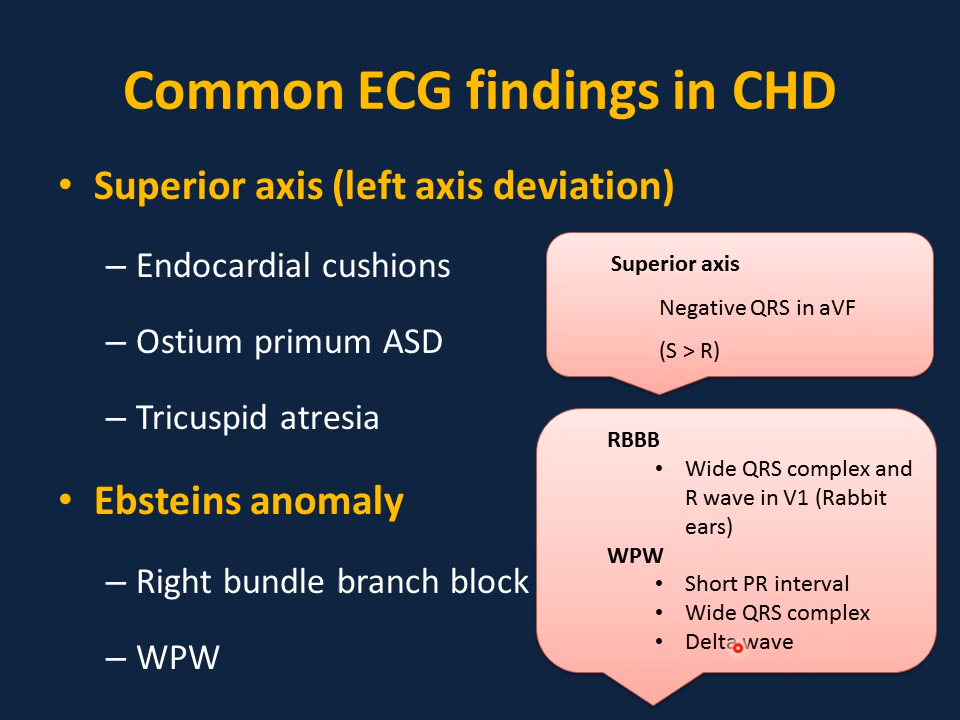 Common ECG findings in CHD
• Superior axis (left axis deviation)
– Endocardial cushions
– Ostium primum ASD
– Tricuspid atresia
• Ebsteins anomaly
– Right bundle branch block
– WPW
Superior axis
Negative QRS in aVF
(S > R)
RBBB
• Wide QRS complex and
R wave in V1 (Rabbit
ears)
WPW
• Short PR interval
• Wide QRS complex
• Delta wave